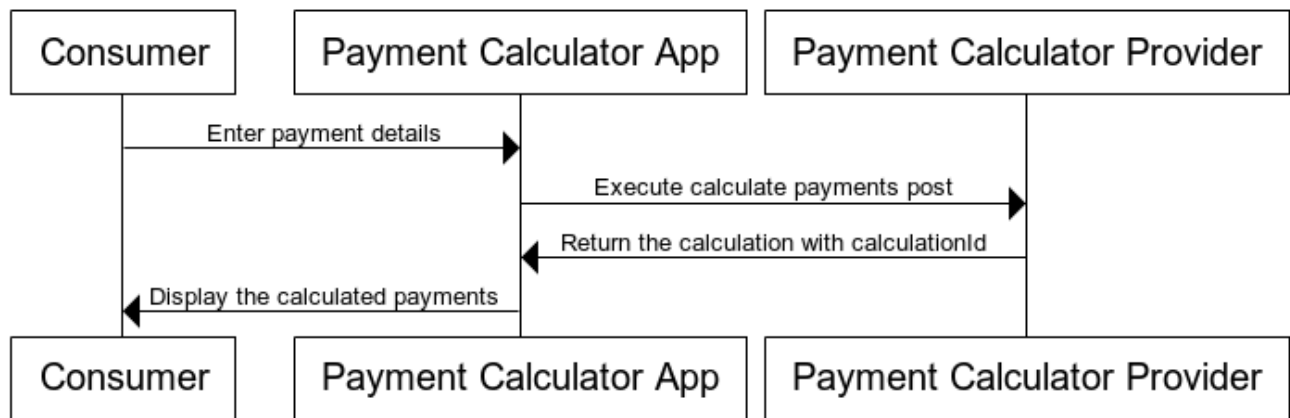 Consumer
Payment Calculator App
Payment Calculator Provider
Enter payment details
Execute calculate payments post
Return the calculation with calculationId
Display the calculated payments
Consumer
Payment Calculator App
Payment Calculator Provider